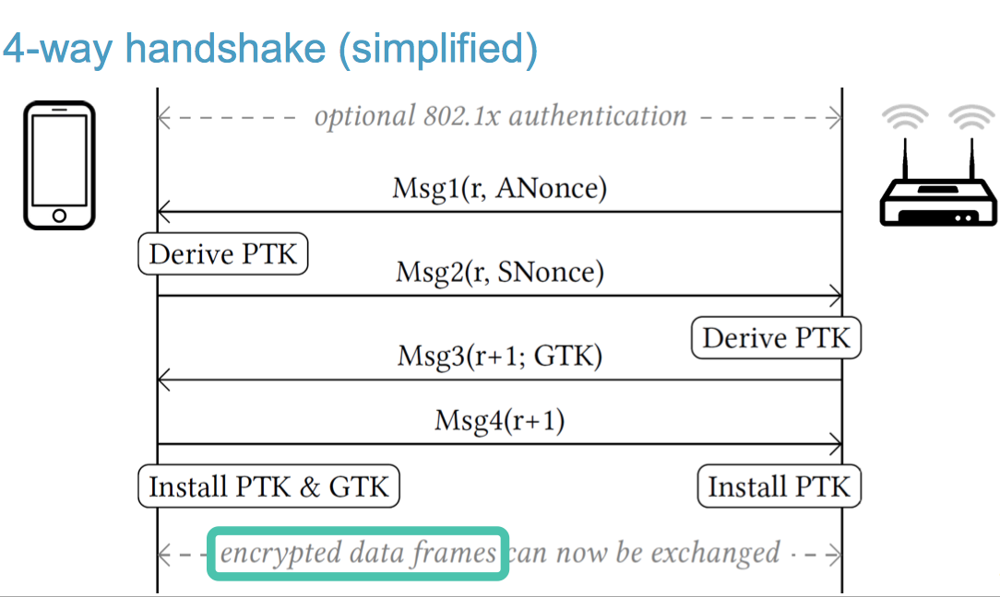 4-way handshake (simplified)
optional 802.1x authentication
Msg1(r, ANonce)
Derive PTK
Msg2(r, SNonce)
Derive PTK
Msg3(r+1; GTK)
Msg4(r+1)
Install PTK & GTK
Install PTK
encrypted data frames can now be exchanged